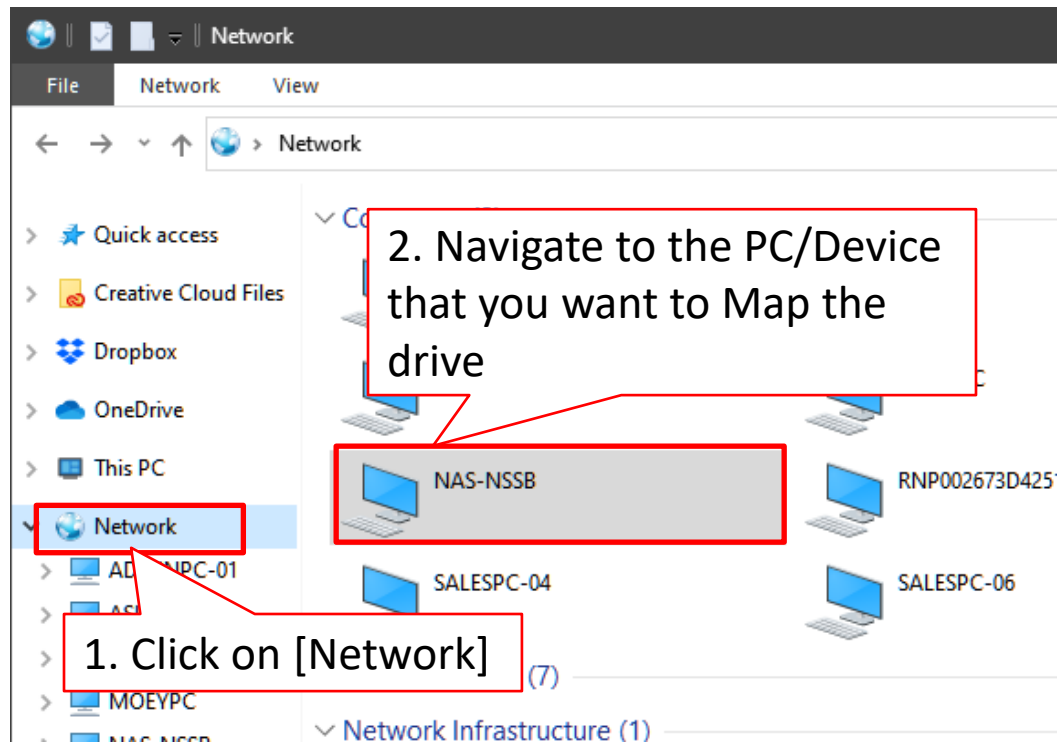 Network
File Network View
Network
Quick access
Creative Cloud Files
Dropbox
OneDrive
This PC
Network
MOEYPC
2. Navigate to the PC/Device
that you want to Map the
drive
NAS-NSSB
SALESPC-04
SALESPC-06
1. Click on [Network]
(7)
Network Infrastructure (1)